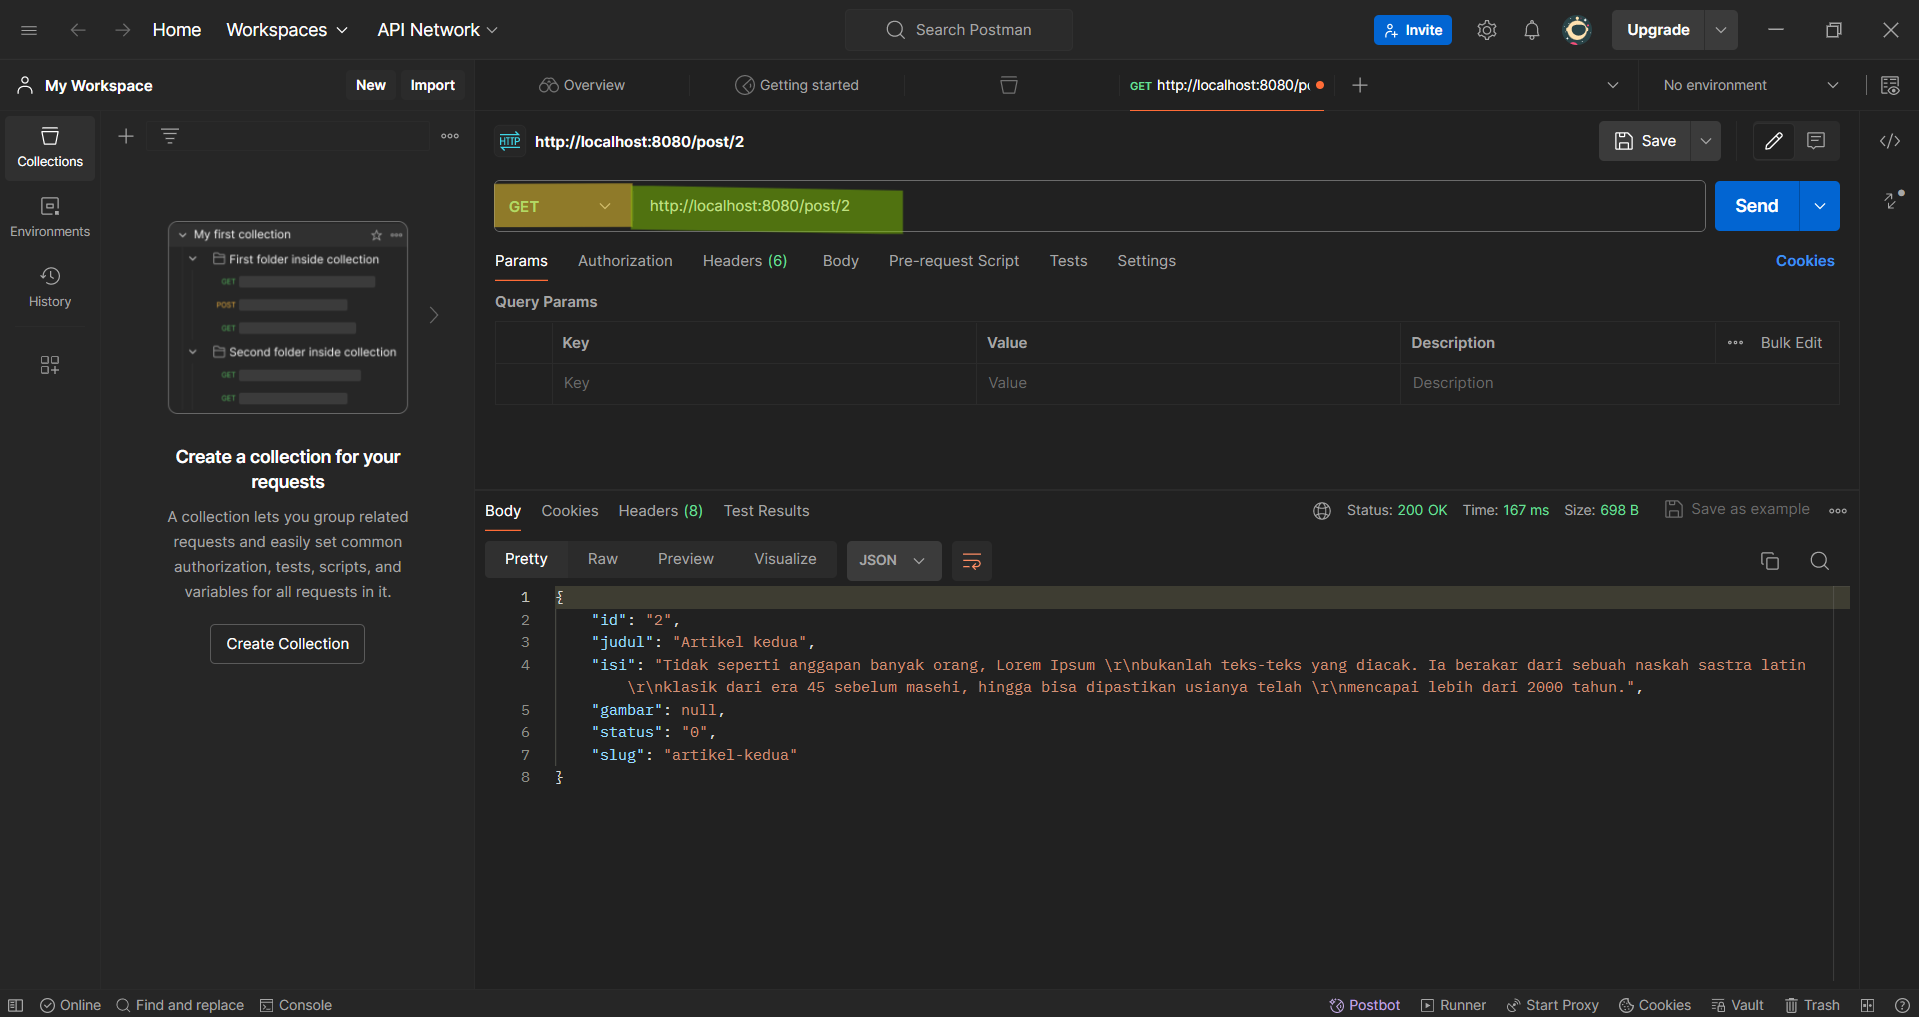 Home
Workspaces
API Network
Search Postman
Invite
Upgrade
My Workspace
New
Import
Overview
Getting started
GET http://localhost:8080/po
No environment
Collections
Environments
History
My first collection
First folder inside collection
GET
POST
GET
Second folder inside collection
GET
GET
Create a collection for your
requests
A collection lets you group related
requests and easily set common
authorization, tests, scripts, and
variables for all requests in it.
Create Collection
HTTP http://localhost:8080/post/2
Save
GET
http://localhost:8080/post/2
Send
Params
Authorization
Headers (6)
Body
Pre-request Script
Tests
Settings
Cookies
Query Params
Key
Value
Description
Bulk Edit
Key
Value
Description
Body
Cookies
Headers (8)
Test Results
Status: 200 OK
Time: 167 ms
Size: 698 B
Save as example
Pretty
Raw
Preview
Visualize
JSON
1 {
2 "id": "2",
3 "judul": "Artikel kedua",
4 "isi": "Tidak seperti anggapan banyak orang, Lorem Ipsum \r\nbukanlah teks-teks yang diacak. Ia berakar dari sebuah naskah sastra latin
\r\nklasik dari era 45 sebelum masehi, hingga bisa dipastikan usianya telah \r\nmencapai lebih dari 2000 tahun.",
5 "gambar": null,
6 "status": "0",
7 "slug": "artikel-kedua"
8 }
Online
Find and replace
Console
Postbot
Runner
Start Proxy
Cookies
Vault
Trash